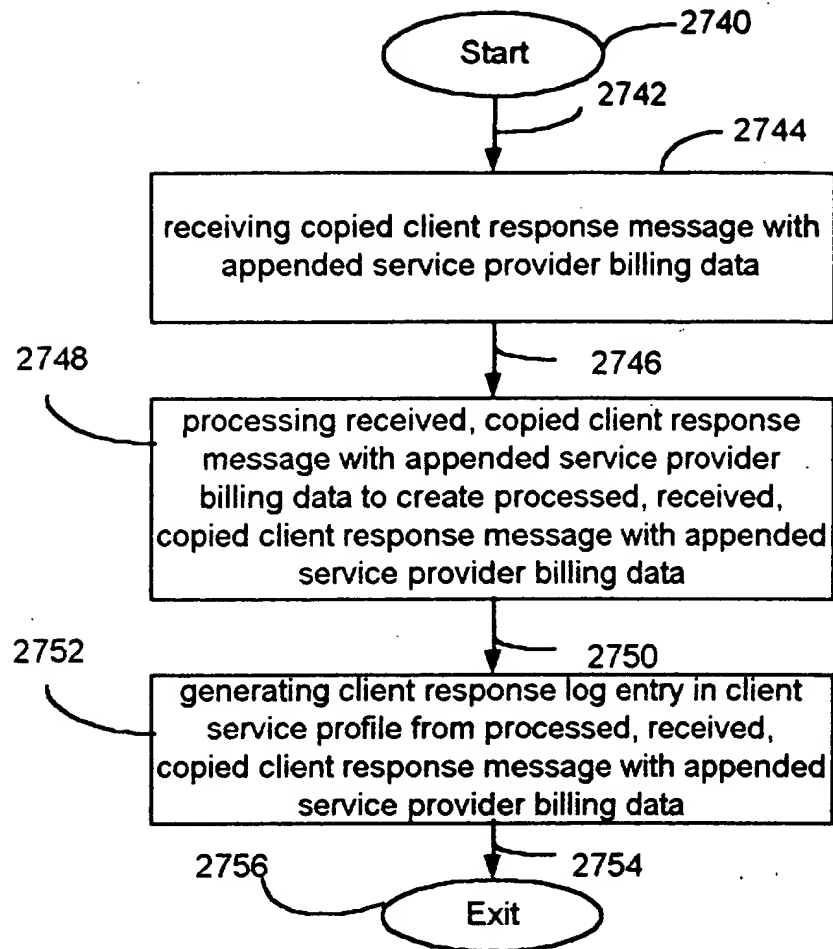 2740
Start
2742
2744
receiving copied client response message with
appended service provider billing data
2748
2746
processing received, copied client response
message with appended service provider
billing data to create processed, received,
copied client response message with appended
service provider billing data
2752
2750
generating client response log entry in client
service profile from processed, received,
copied client response message with appended
service provider billing data
2756
2754
Exit